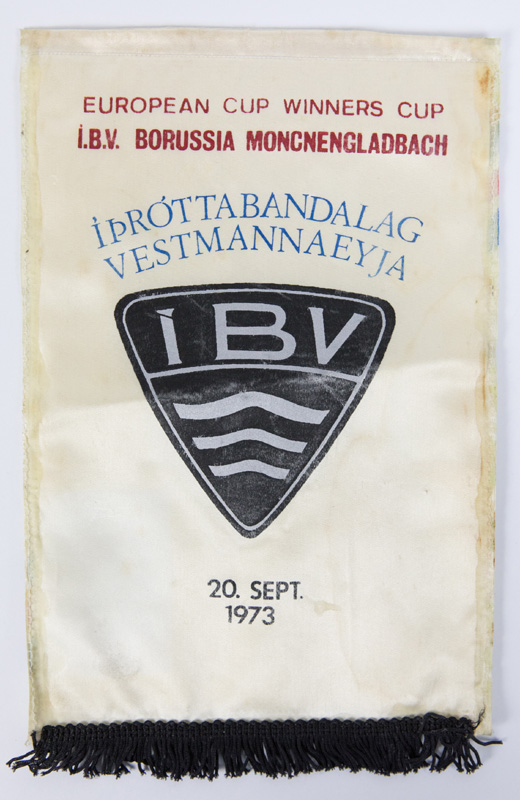 EUROPEAN CUP WINNERS CUP
Í.B.V. BORUSSIA MONCNENGLADBACH
ÍÞRÓTTABANDALAG
VESTMANNAEYJA
ÍBV
20. SEPT.
1973